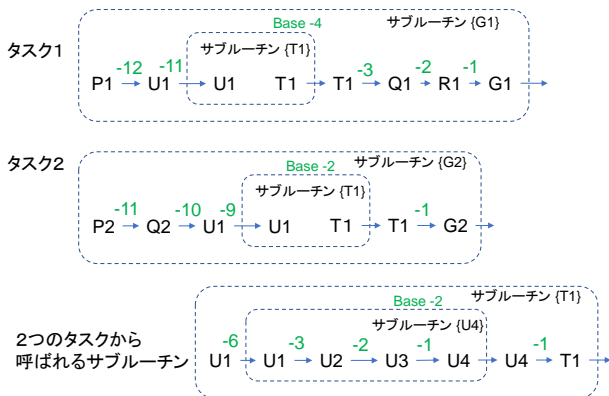 Base -4
サブルーチン {G1}
タスク1
サブルーチン {T1}
-12 -11 -3 -2 -1
P1 U1 U1 T1 T1 Q1 R1 G1
サブルーチン {G2}
タスク2
Base -2
サブルーチン {T1}
-11 -10 -9 -1
P2 Q2 U1 U1 T1 T1 G2
サブルーチン {T1}
Base -2
サブルーチン {U4}
2つのタスクから
呼ばれるサブルーチン
-6 -3 -2 -1 -1
U1 U1 U2 U3 U4 U4 T1